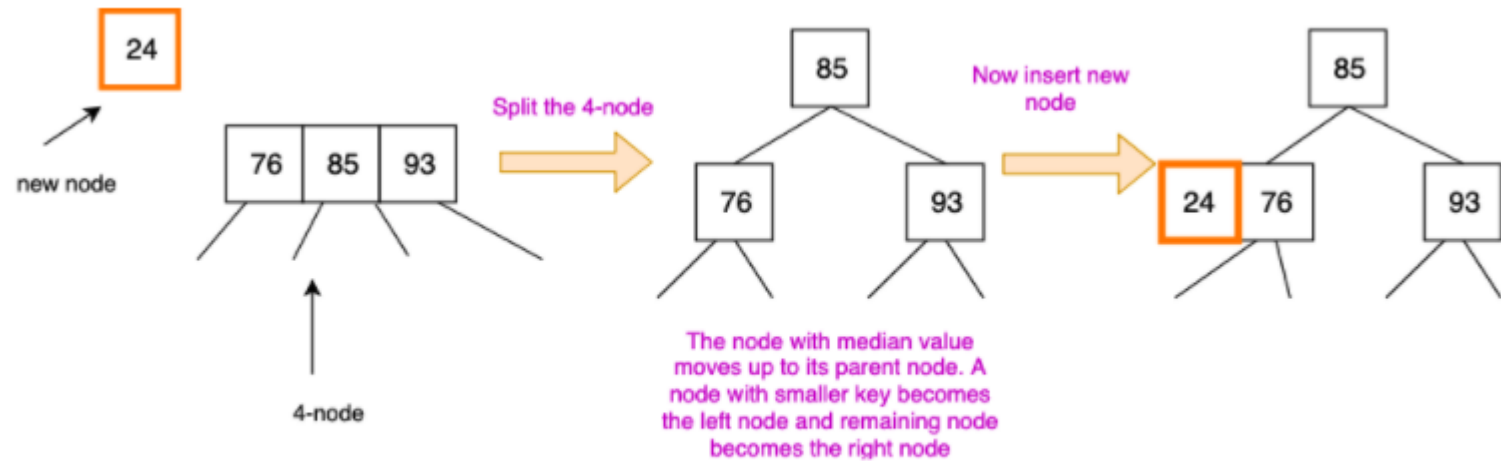 24
new node
76 85 93
4-node
Split the 4-node
85
76
93
The node with median value
moves up to its parent node. A
node with smaller key becomes
the left node and remaining node
becomes the right node
Now insert new
node
85
24 76
93